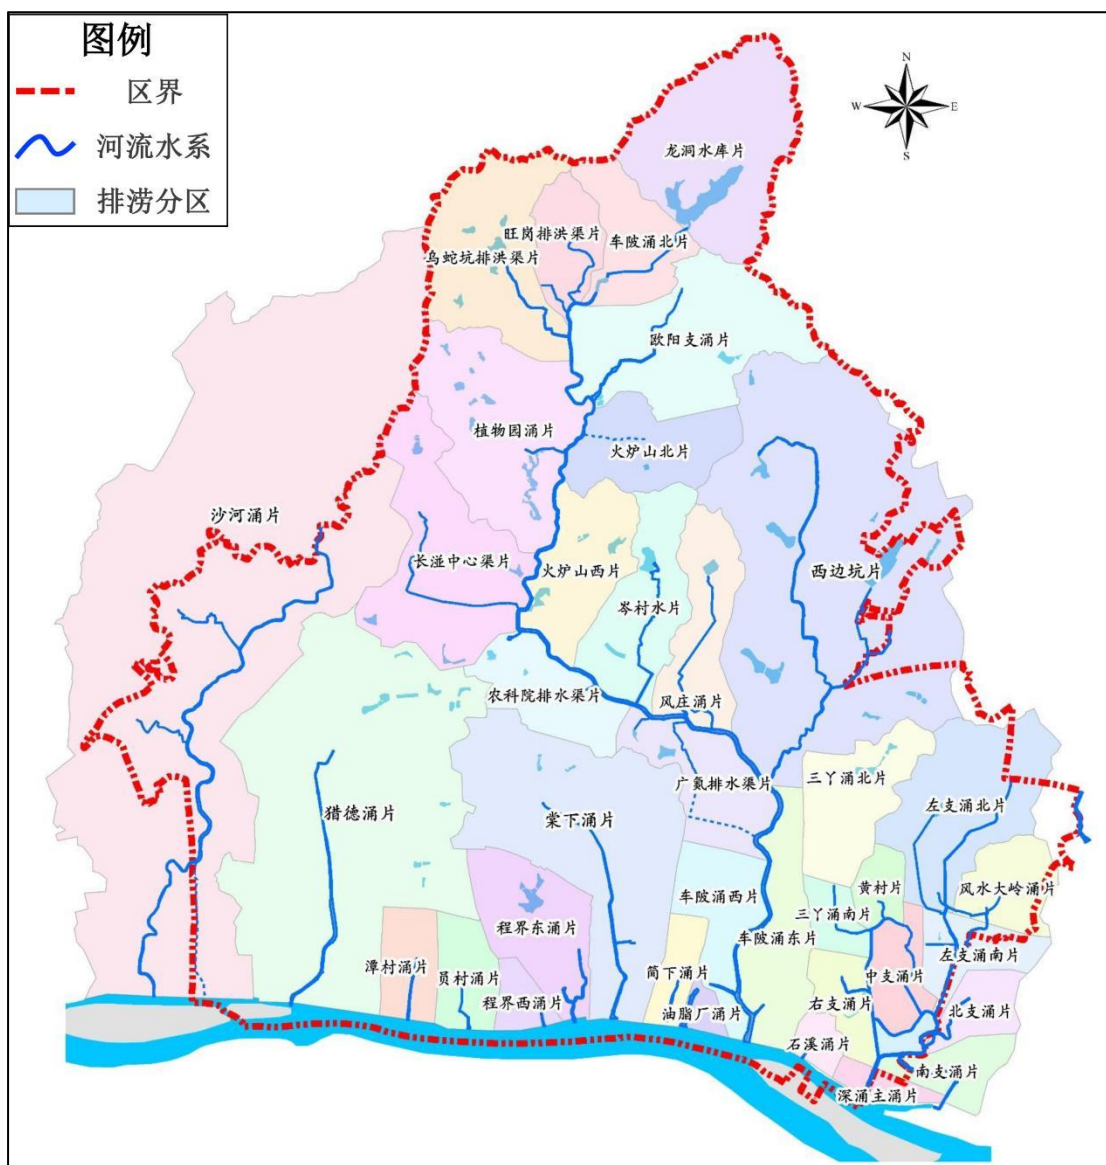 图例
区界
河流水系
排涝分区
N
W
E
S
龙洞水库片
旺岗排洪渠片
车陂涌北片
乌蛇坑排洪渠片
欧阳支涌片
植物园涌片
火炉山北片
沙河涌片
长湴中心渠片
火炉山西片
西边坑片
岑村水片
农科院排水渠片
凤庄涌片
三丫涌北片
广氮排水渠片
左支涌北片
猎德涌片
棠下涌片
黄村片
风水大岭涌片
车陂涌西片
三丫涌南片
程界东涌片
车陂涌东片
左支涌南片
潭村涌片
员村涌片
简下涌片
中支涌片
程界西涌片
右支涌片
北支涌片
油脂厂涌片
石溪涌片
南支涌片
深涌主涌片